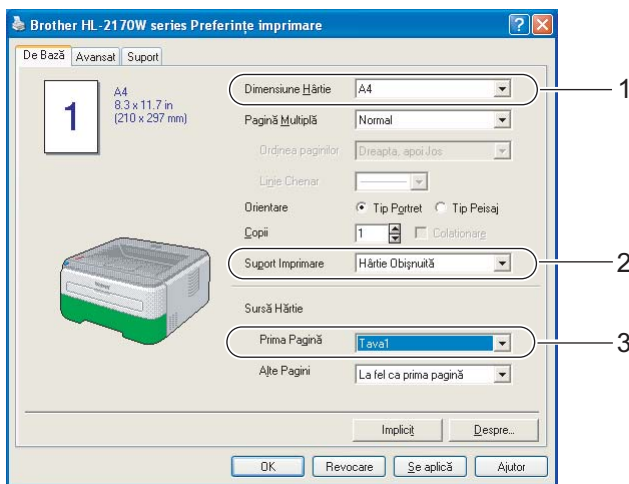 Brother HL-2170W series Preferințe imprimare
De Bază Avansat Suport
1
A4
8.3 x 11.7 in
(210 x 297 mm)
Dimensiune Hârtie A4 1
Pagină Multiplă Normal
Ordinea paginilor Dreapta, apoi Jos
Linie Chenar
Orientare Tip Portret Tip Peisaj
Copii 1 Colationare
Suport Imprimare Hârtie Obişnuită 2
Sursă Hârtie
Prima Pagină Tava1 3
Alte Pagini La fel ca prima pagină
Implicit Despre...
OK Revocare Se aplică Ajutor